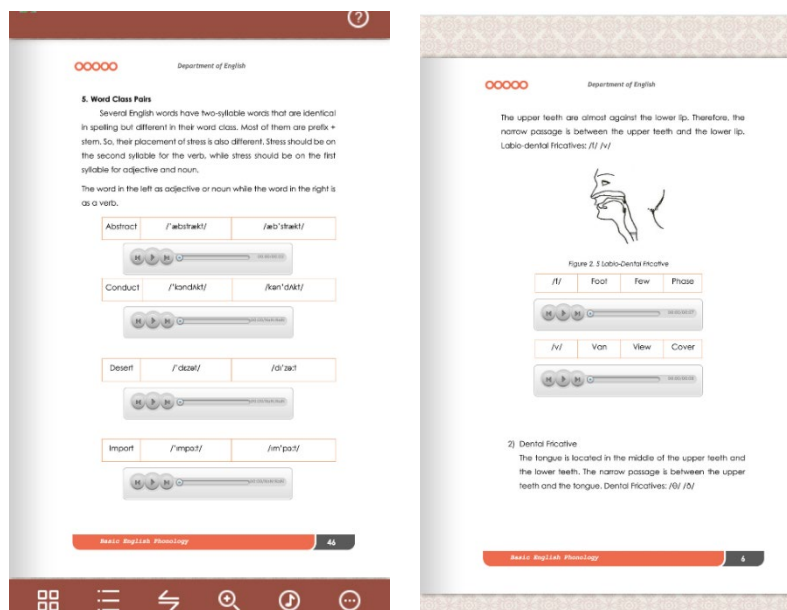 Department of English
5. Word Class Pairs
Several English words have two-syllable words that are identical
in spelling but different in their word class. Most of them are prefix +
stem. So, their placement of stress is also different. Stress should be on
the second syllable for the verb, while stress should be on the first
syllable for adjective and noun.
The word in the left as adjective or noun while the word in the right is
as a verb.
Abstract /ˈæbstrækt/ /æbˈstrækt/
Conduct /ˈkɒndʌkt/ /kənˈdʌkt/
Desert /ˈdɛzət/ /dɪˈzɜ:t
Import /ˈɪmpɔ:t/ /ɪmˈpɔ:t/
Basic English Phonology 46
Department of English
The upper teeth are almost against the lower lip. Therefore, the
narrow passage is between the upper teeth and the lower lip.
Labio-dental Fricatives: /f/ /v/
Figure 2. 5 Labio-Dental Fricative
/f/ Foot Few Phase
/v/ Van View Cover
2) Dental Fricative
The tongue is located in the middle of the upper teeth and
the lower teeth. The narrow passage is between the upper
teeth and the tongue. Dental Fricatives: /θ/ /ð/
Basic English Phonology 6